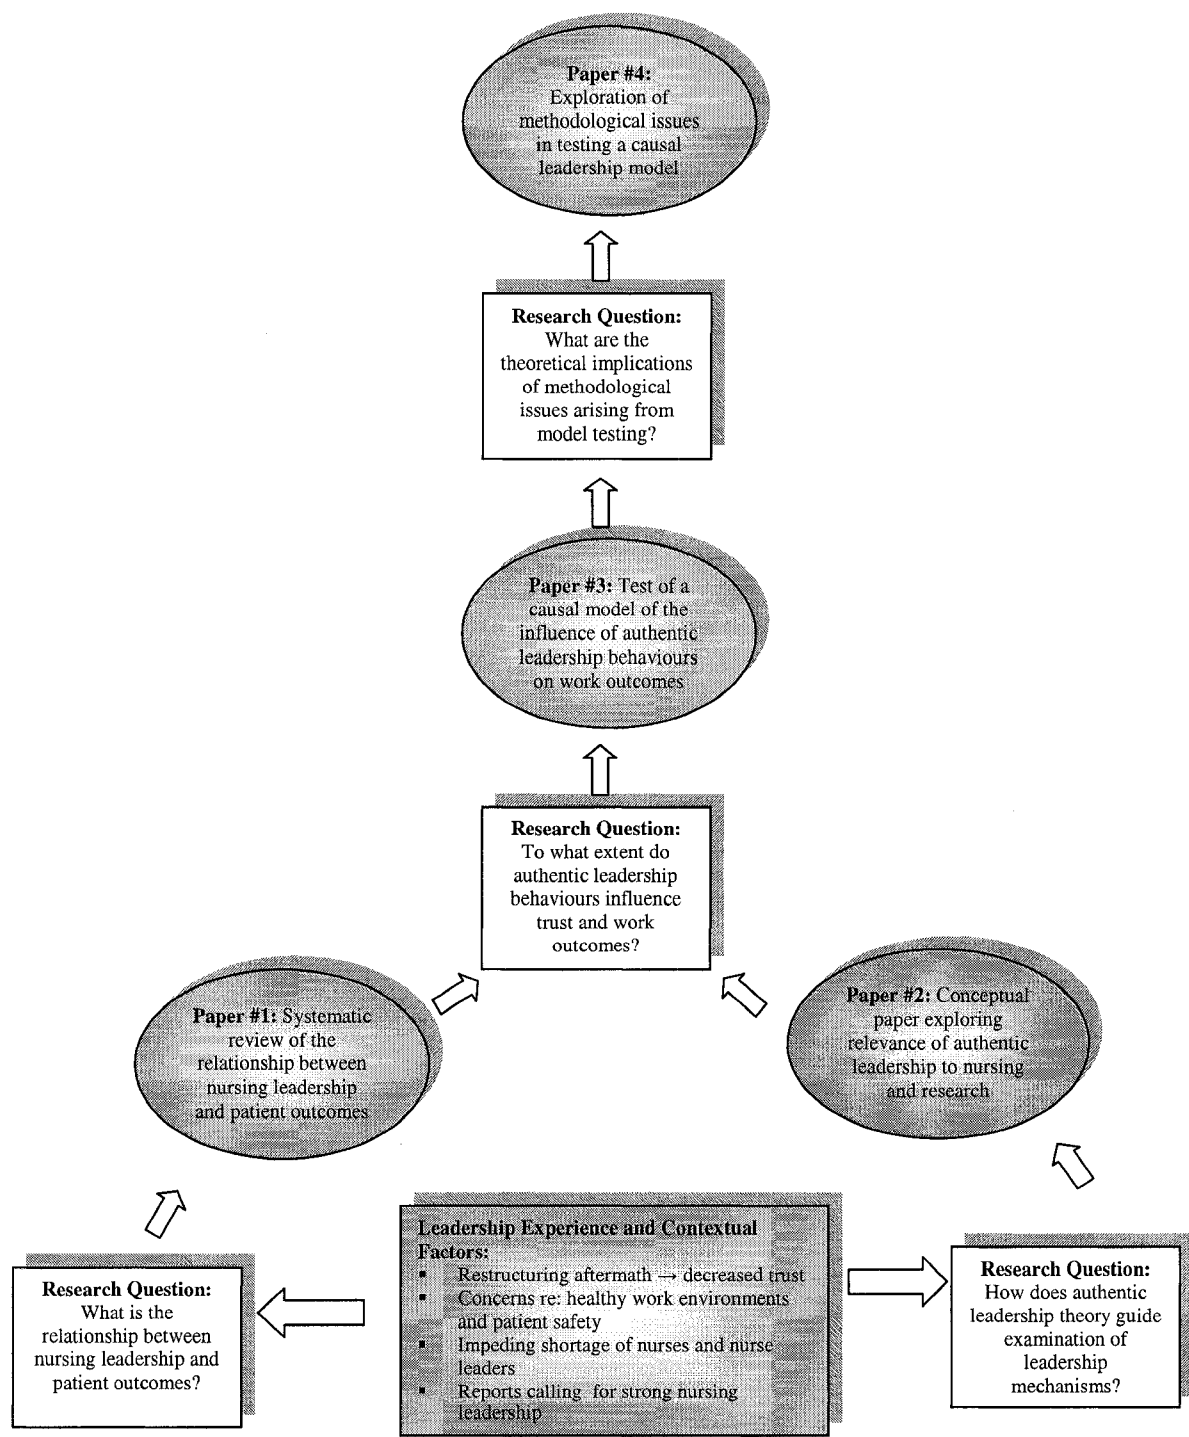 Paper #4:
Exploration of
methodological issues
in testing a causal
leadership model
Research Question:
What are the
theoretical implications
of methodological
issues arising from
model testing?
Paper #3: Test of a
causal model of the
influence of authentic
leadership behaviours
on work outcomes
Research Question:
To what extent do
authentic leadership
behaviours influence
trust and work
outcomes?
Paper #1: Systematic
review of the
relationship between
nursing leadership
and patient outcomes
Paper #2: Conceptual
paper exploring
relevance of authentic
leadership to nursing
and research
Leadership Experience and Contextual
Factors:
▪ Restructuring aftermath → decreased trust
▪ Concerns re: healthy work environments
and patient safety
▪ Impeding shortage of nurses and nurse
leaders
▪ Reports calling for strong nursing
leadership
Research Question:
What is the
relationship between
nursing leadership and
patient outcomes?
Research Question:
How does authentic
leadership theory guide
examination of
leadership
mechanisms?